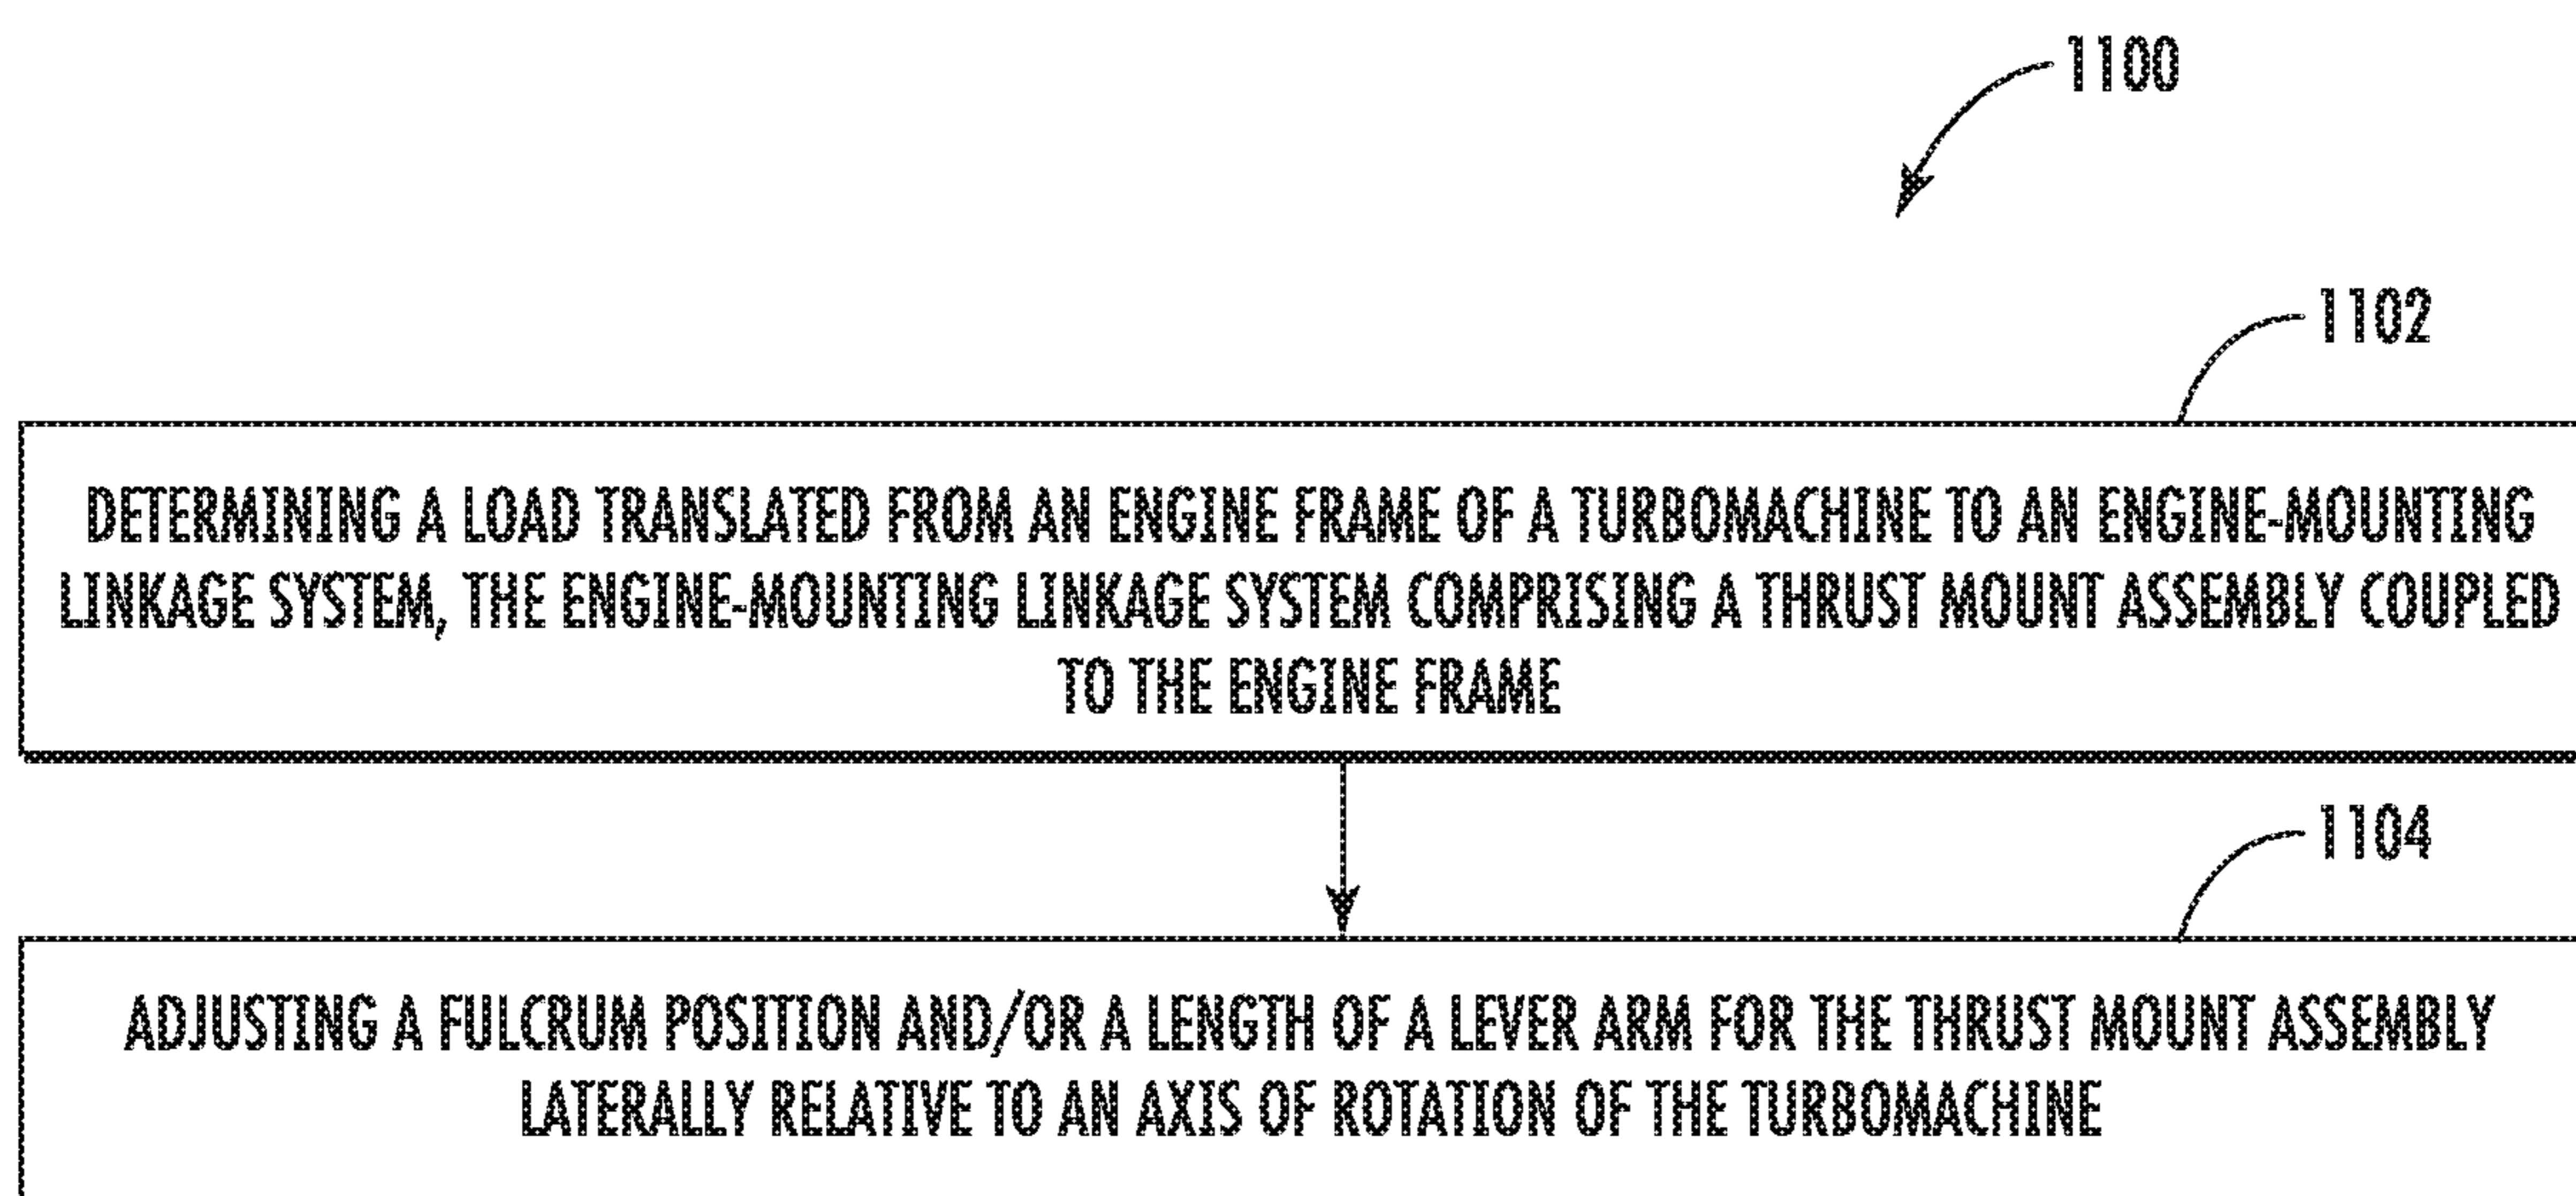 1100
1102
DETERMINING A LOAD TRANSLATED FROM AN ENGINE FRAME OF A TURBOMACHINE TO AN ENGINE-MOUNTING
LINKAGE SYSTEM, THE ENGINE-MOUNTING LINKAGE SYSTEM COMPRISING A THRUST MOUNT ASSEMBLY COUPLED
TO THE ENGINE FRAME
1104
ADJUSTING A FULCRUM POSITION AND/OR A LENGTH OF A LEVER ARM FOR THE THRUST MOUNT ASSEMBLY
LATERALLY RELATIVE TO AN AXIS OF ROTATION OF THE TURBOMACHINE